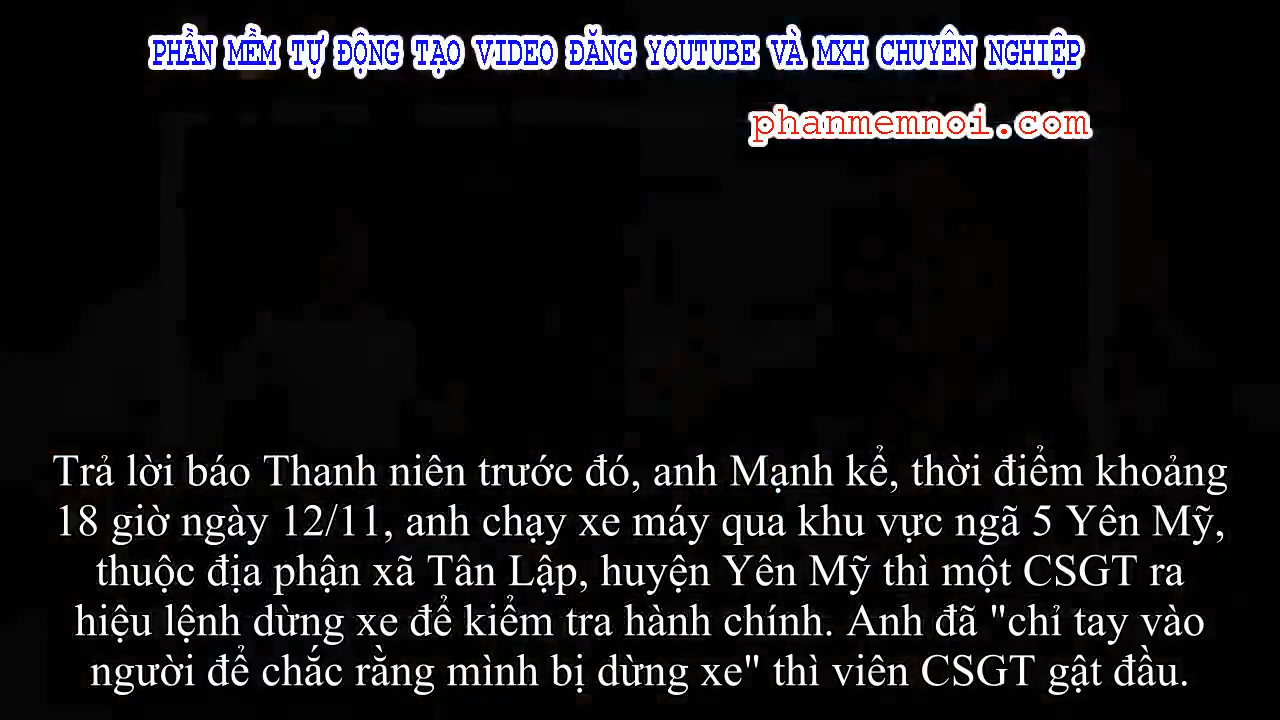 PHẦN MỀM TỰ ĐỘNG TẠO VIDEO ĐĂNG YOUTUBE VÀ MXH CHUYÊN NGHIỆP
phanmemnoi.com
Trả lời báo Thanh niên trước đó, anh Mạnh kể, thời điểm khoảng
18 giờ ngày 12/11, anh chạy xe máy qua khu vực ngã 5 Yên Mỹ,
thuộc địa phận xã Tân Lập, huyện Yên Mỹ thì một CSGT ra
hiệu lệnh dừng xe để kiểm tra hành chính. Anh đã "chỉ tay vào
người để chắc rằng mình bị dừng xe" thì viên CSGT gật đầu.